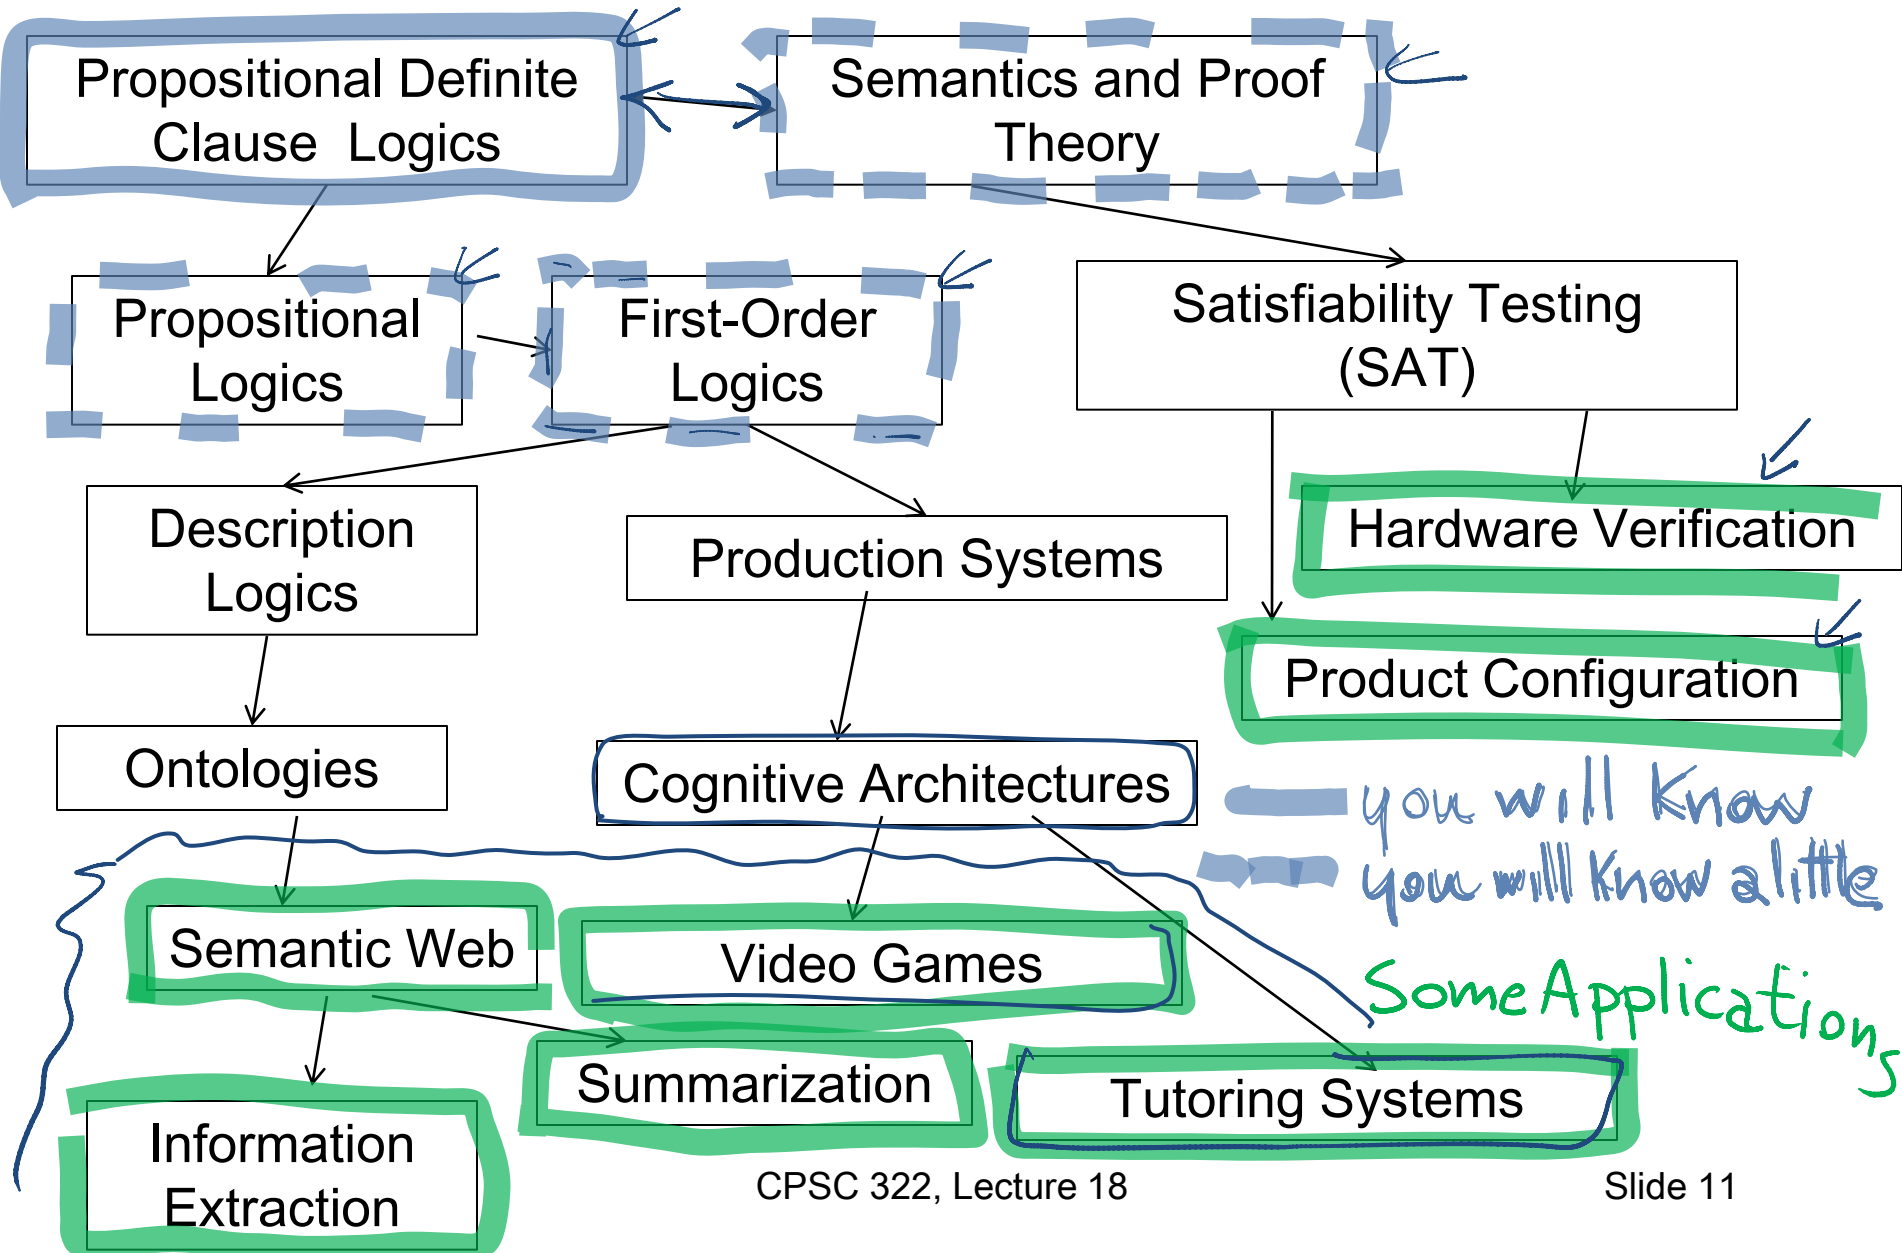 Propositional Definite
Clause Logics
Semantics and Proof
Theory
Propositional
Logics
First-Order
Logics
Satisfiability Testing
(SAT)
Description
Logics
Production Systems
Hardware Verification
Product Configuration
Ontologies
Cognitive Architectures
you will know
you will know a little
Semantic Web
Video Games
Some Applications
Summarization
Tutoring Systems
Information
Extraction
CPSC 322, Lecture 18
Slide 11